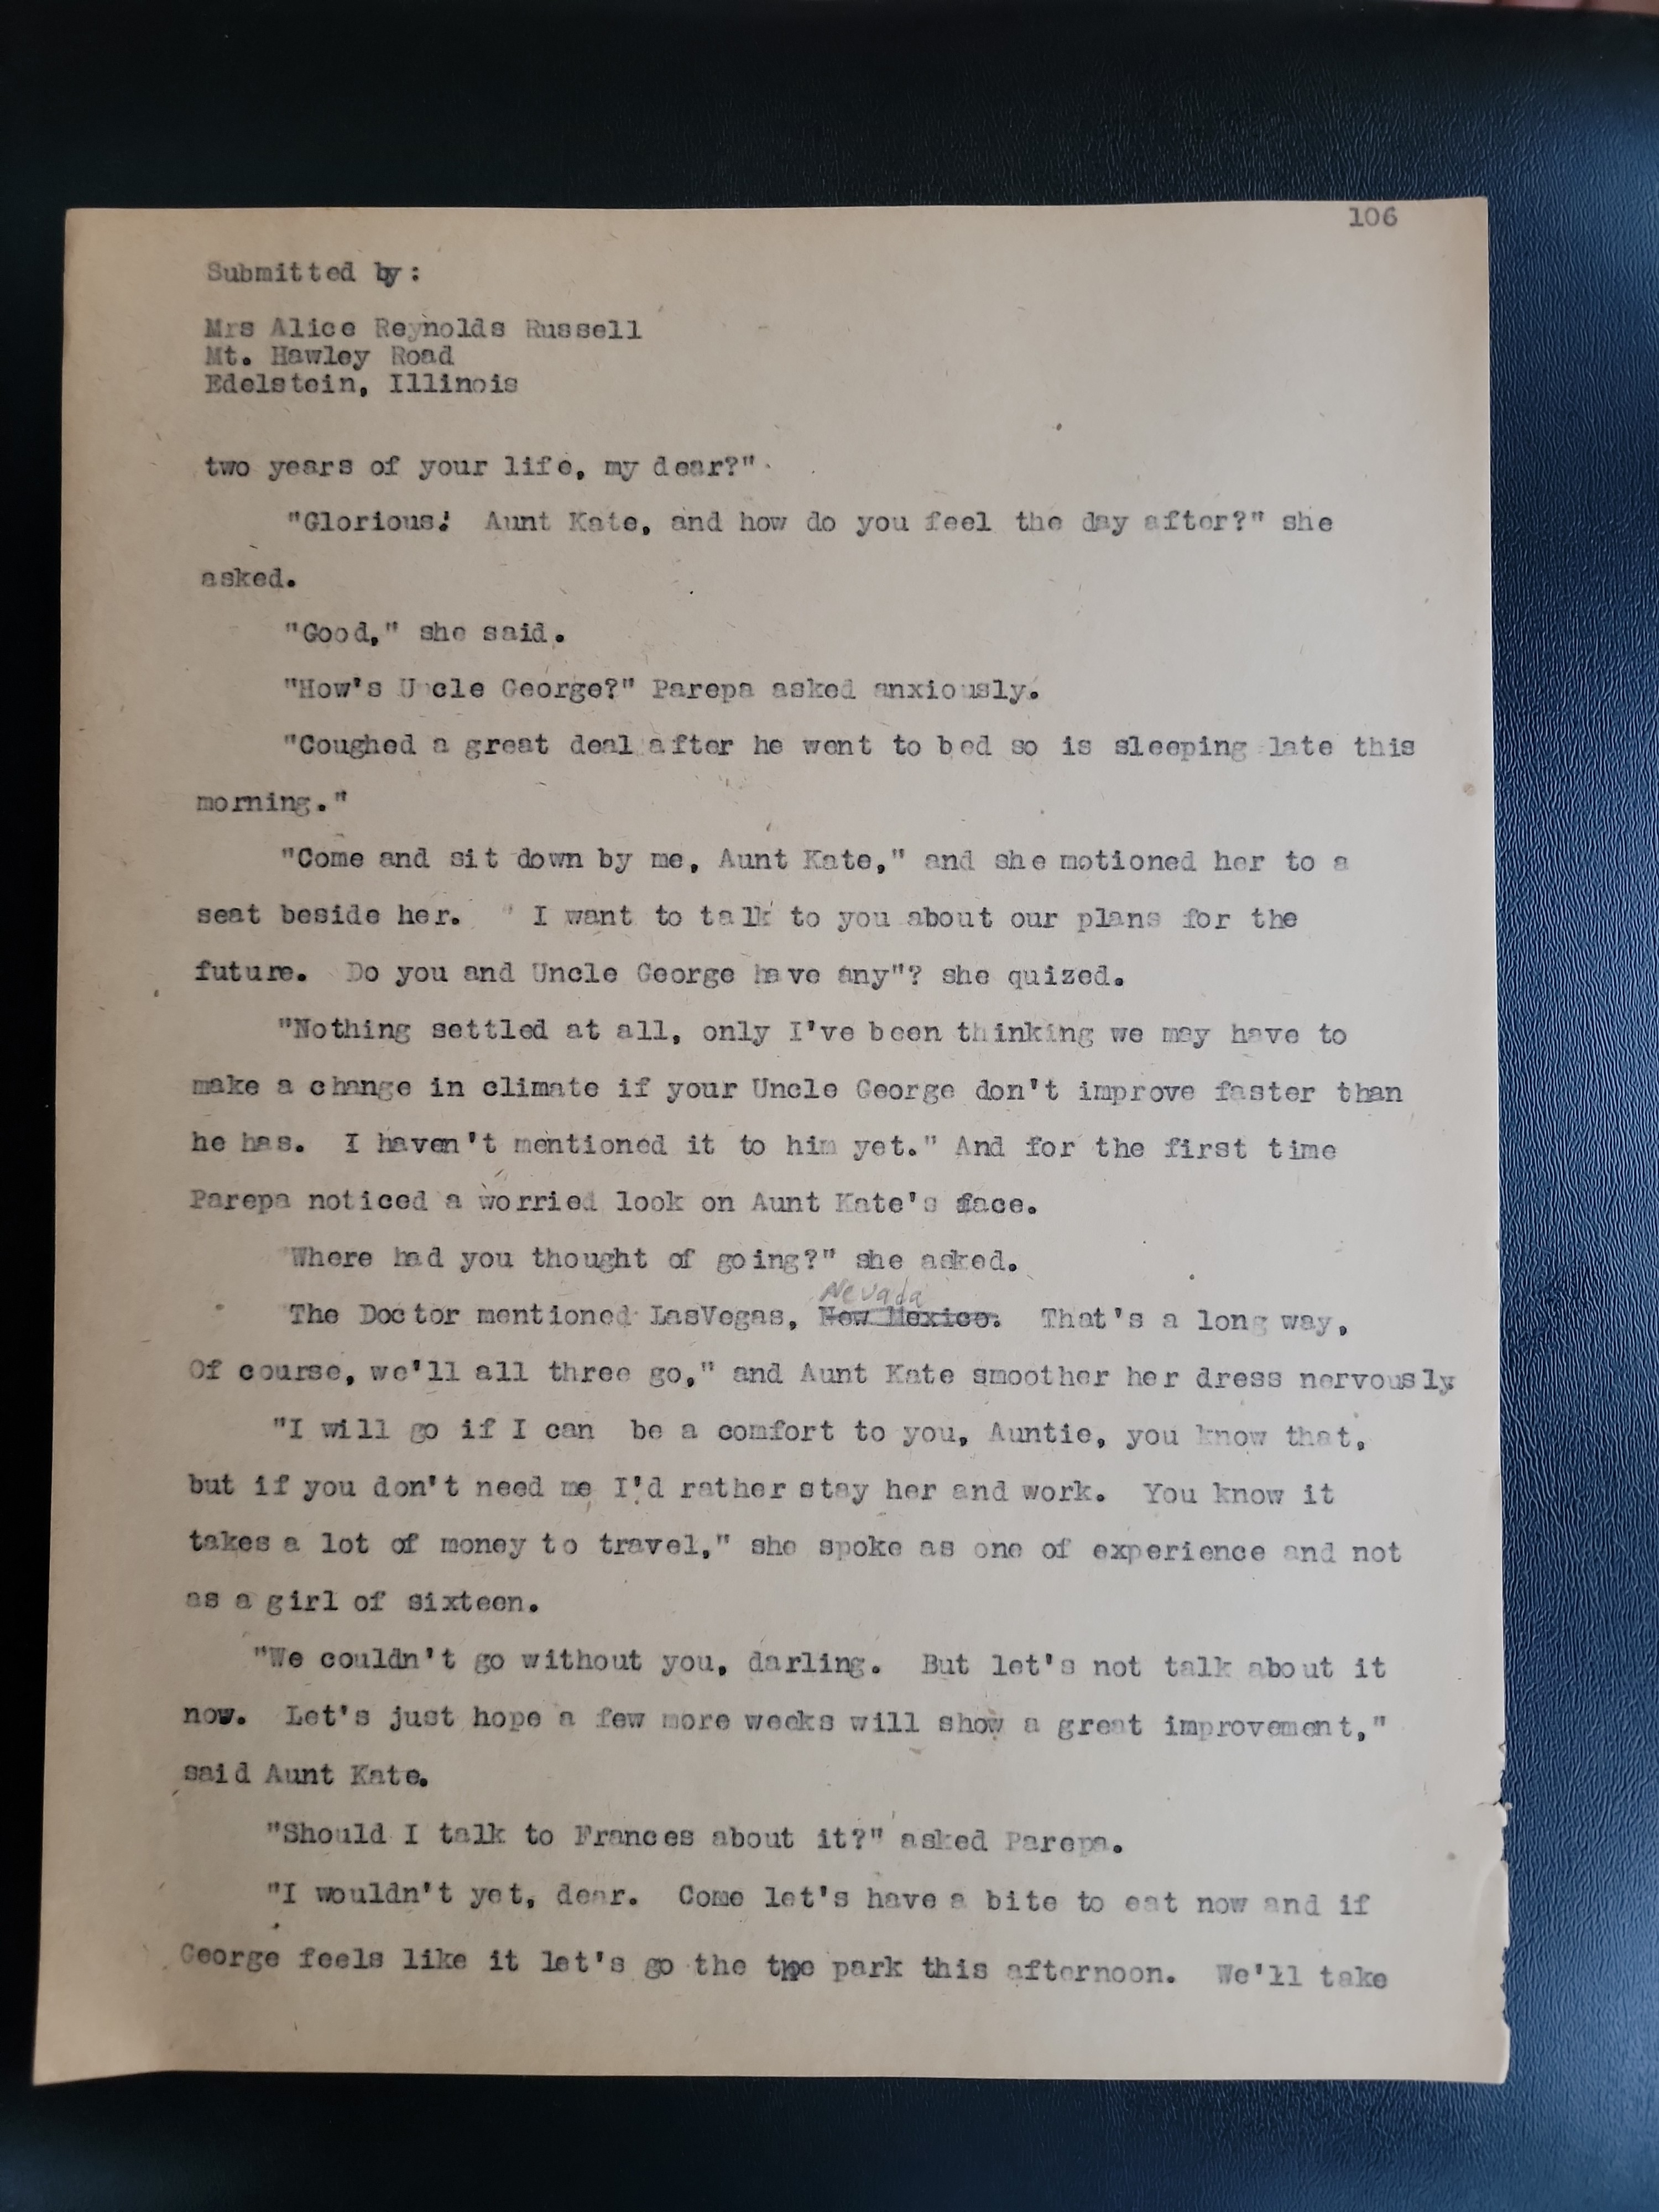 106
Submitted by:
Mrs Alice Reynolds Russell
Mt. Hawley Road
Edelstein, Illinois
two years of your life, my dear?"
"Glorious! Aunt Kate, and how do you feel the day after?" she
asked.
"Good," she said.
"How's Uncle George?" Parepa asked anxiously.
"Coughed a great deal after he went to bed so is sleeping late this
morning."
"Come and sit down by me, Aunt Kate," and she motioned her to a
seat beside her. " I want to talk to you about our plans for the
future. Do you and Uncle George have any"? she quized.
"Nothing settled at all, only I've been thinking we may have to
make a change in climate if your Uncle George don't improve faster than
he has. I haven't mentioned it to him yet." And for the first time
Parepa noticed a worried look on Aunt Kate's face.
"Where had you thought of going?" she asked.
Nevada
The Doctor mentioned LasVegas, New Mexico. That's a long way,
Of course, we'll all three go," and Aunt Kate smoother her dress nervously
"I will go if I can be a comfort to you, Auntie, you know that,
but if you don't need me I'd rather stay her and work. You know it
takes a lot of money to travel," she spoke as one of experience and not
as a girl of sixteen.
"We couldn't go without you, darling. But let's not talk about it
now. Let's just hope a few more weeks will show a great improvement,"
said Aunt Kate.
"Should I talk to Frances about it?" asked Parepa.
"I wouldn't yet, dear. Come let's have a bite to eat now and if
George feels like it let's go the the park this afternoon. We'll take